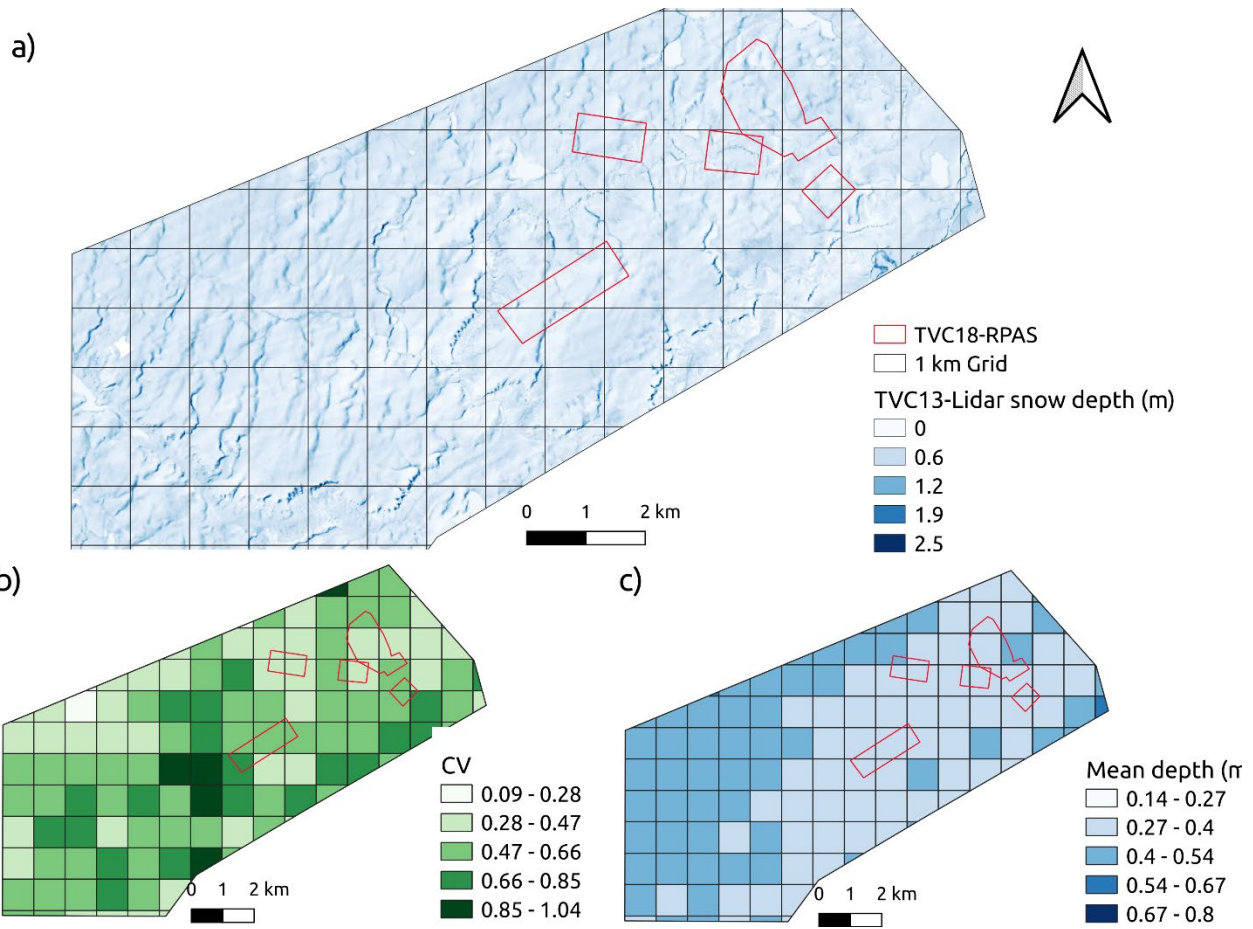 a)
TVC18-RPAS
1 km Grid
TVC13-Lidar snow depth (m)
0
0.6
1.2
1.9
2.5
0 1 2 km
b)
CV
0.09 - 0.28
0.28 - 0.47
0.47 - 0.66
0.66 - 0.85
0.85 - 1.04
0 1 2 km
c)
Mean depth (m
0.14 - 0.27
0.27 - 0.4
0.4 - 0.54
0.54 - 0.67
0.67 - 0.8
0 1 2 km